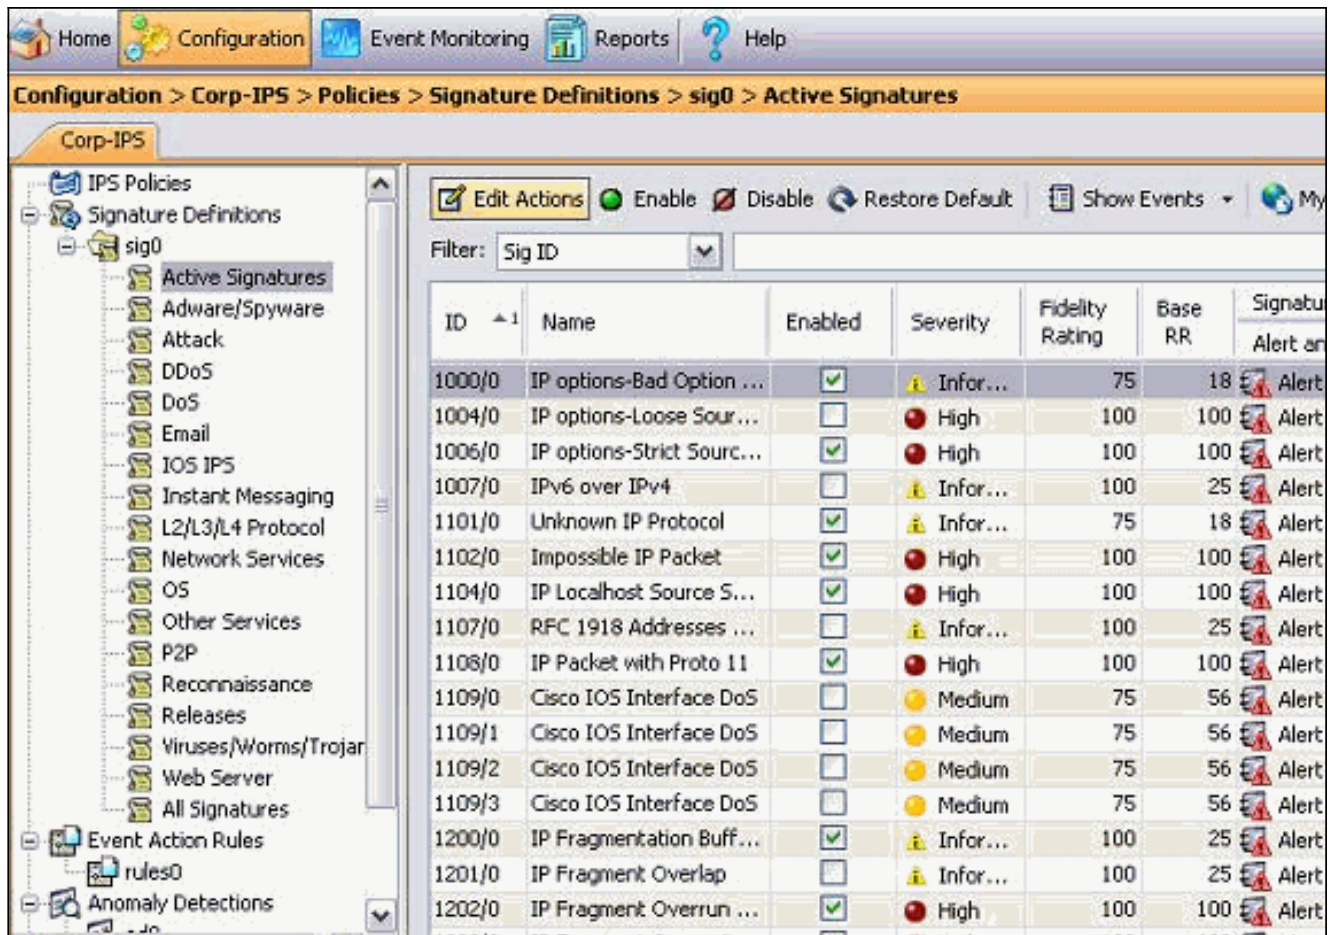 Home Configuration Event Monitoring Reports Help
Configuration > Corp-IPS > Policies > Signature Definitions > sig0 > Active Signatures
Corp-IPS
IPS Policies
Signature Definitions
sig0
Active Signatures
Adware/Spyware
Attack
DDoS
DoS
Email
IOS IPS
Instant Messaging
L2/L3/L4 Protocol
Network Services
OS
Other Services
P2P
Reconnaissance
Releases
Viruses/Worms/Trojan
Web Server
All Signatures
Event Action Rules
rules0
Anomaly Detections
Edit Actions Enable Disable Restore Default Show Events My
Filter: Sig ID
ID 1 Name Enabled Severity Fidelity Rating Base RR Signatu
Alert an
1000/0 IP options-Bad Option ... Infor... 75 18 Alert
1004/0 IP options-Loose Sour... High 100 100 Alert
1006/0 IP options-Strict Sourc... High 100 100 Alert
1007/0 IPv6 over IPv4 Infor... 100 25 Alert
1101/0 Unknown IP Protocol Infor... 75 18 Alert
1102/0 Impossible IP Packet High 100 100 Alert
1104/0 IP Localhost Source S... High 100 100 Alert
1107/0 RFC 1918 Addresses ... Infor... 100 25 Alert
1108/0 IP Packet with Proto 11 High 100 100 Alert
1109/0 Cisco IOS Interface DoS Medium 75 56 Alert
1109/1 Cisco IOS Interface DoS Medium 75 56 Alert
1109/2 Cisco IOS Interface DoS Medium 75 56 Alert
1109/3 Cisco IOS Interface DoS Medium 75 56 Alert
1200/0 IP Fragmentation Buff... Infor... 100 25 Alert
1201/0 IP Fragment Overlap Infor... 100 25 Alert
1202/0 IP Fragment Overrun ... High 100 100 Alert